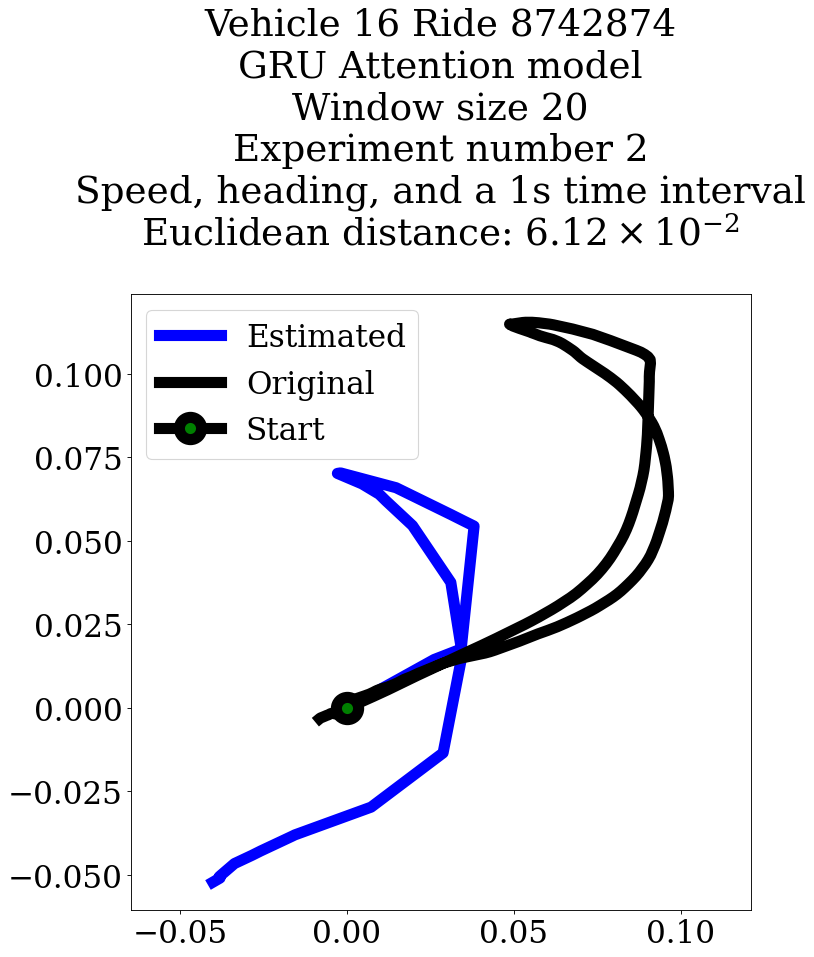 Vehicle 16 Ride 8742874
GRU Attention model
Window size 20
Experiment number 2
Speed, heading, and a 1s time interval
Euclidean distance: 6.12 × 10⁻²
Estimated
Original
Start
0.100
0.075
0.050
0.025
0.000
−0.025
−0.050
−0.05 0.00 0.05 0.10